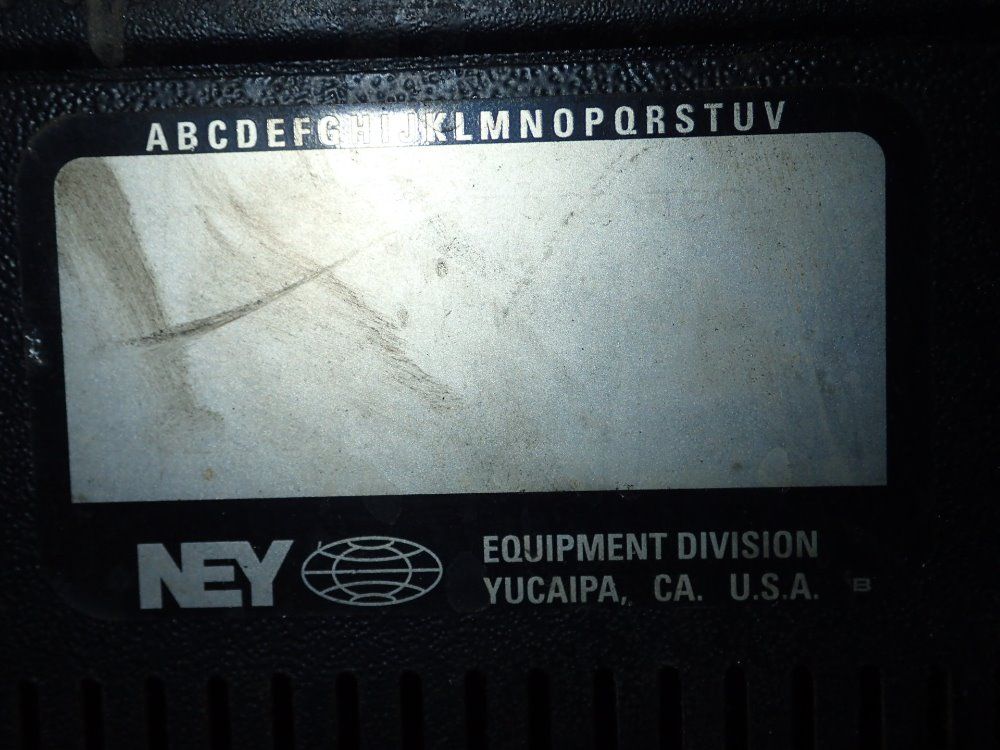 ABCDEFGHIJKLMNOPQRSTUV
NEY
EQUIPMENT DIVISION
YUCAIPA, CA. U.S.A. B